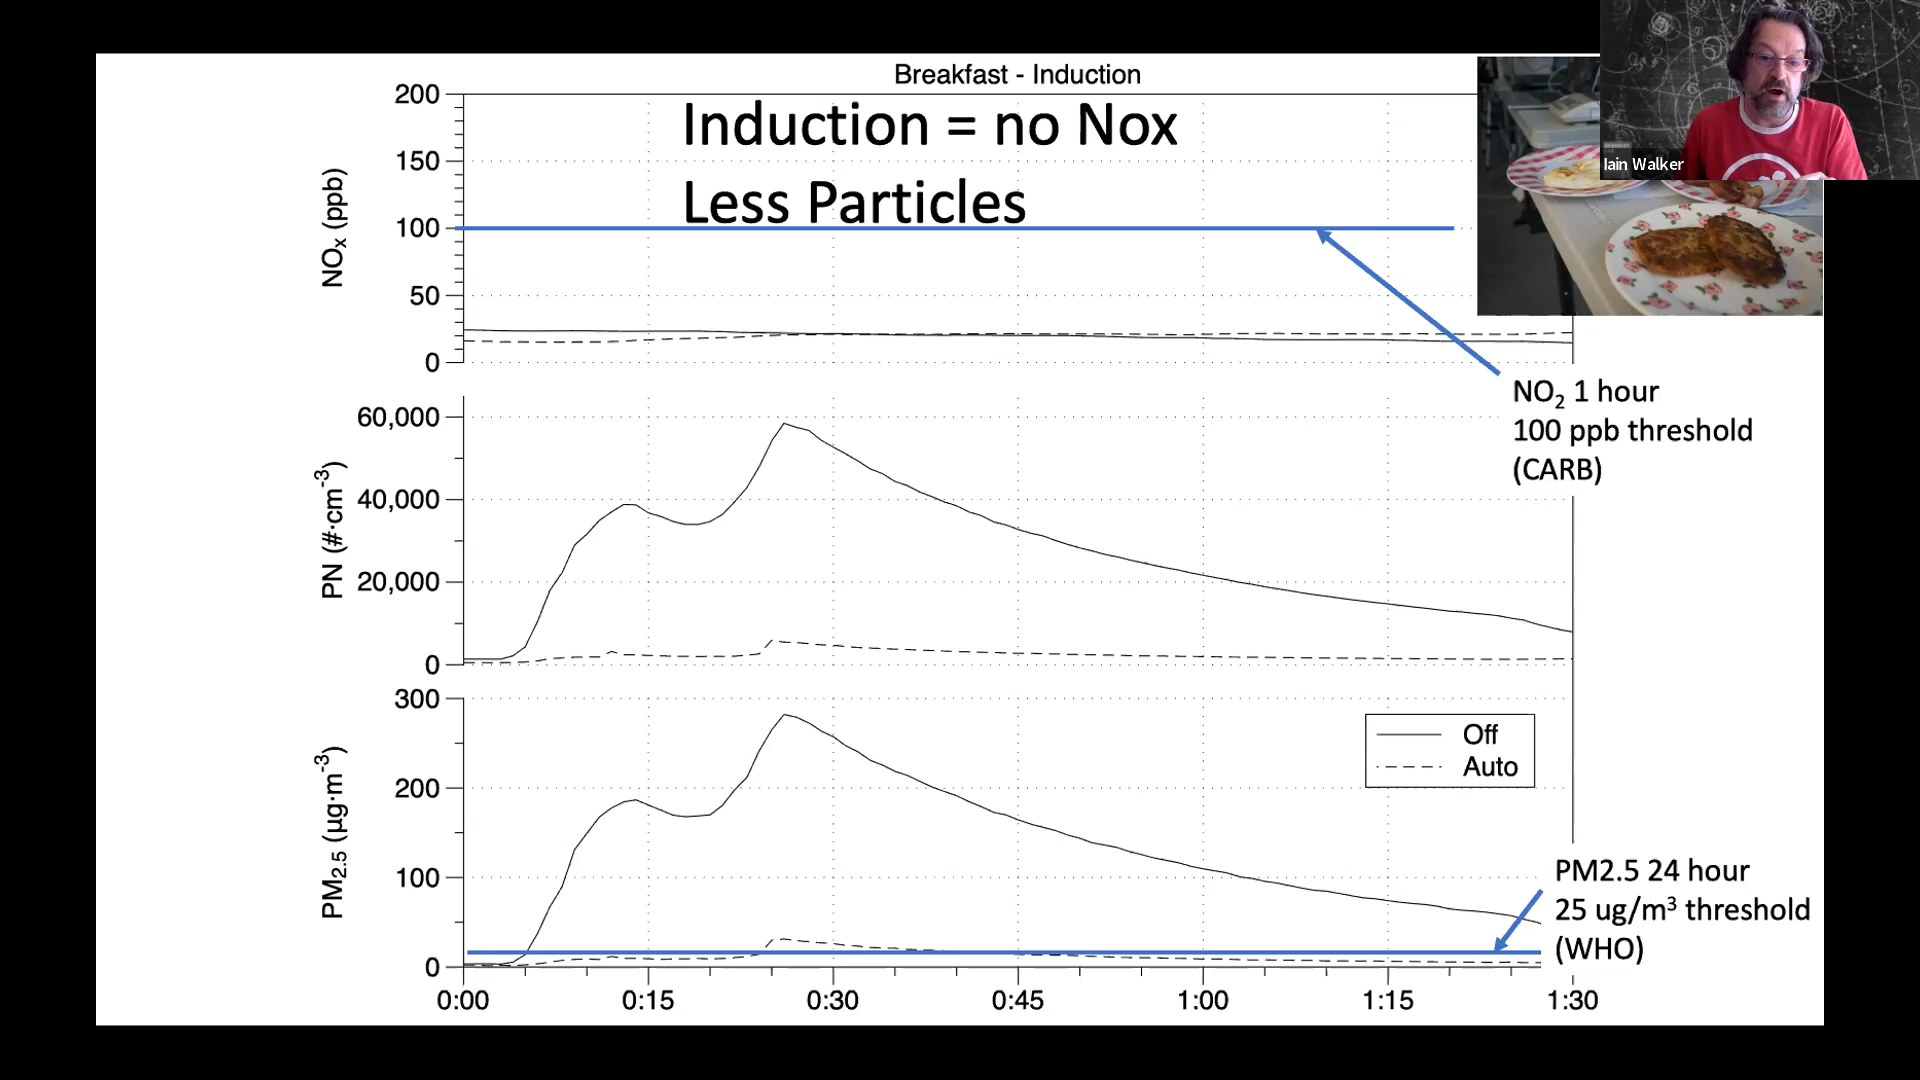 Breakfast - Induction
Induction = no Nox
Less Particles
Iain Walker
NOx (ppb)
200
150
100
50
0
NO2 1 hour
100 ppb threshold
(CARB)
PN (#·cm-3)
60,000
40,000
20,000
0
PM2.5 (µg·m-3)
300
200
100
0
Off
Auto
PM2.5 24 hour
25 ug/m3 threshold
(WHO)
0:00 0:15 0:30 0:45 1:00 1:15 1:30